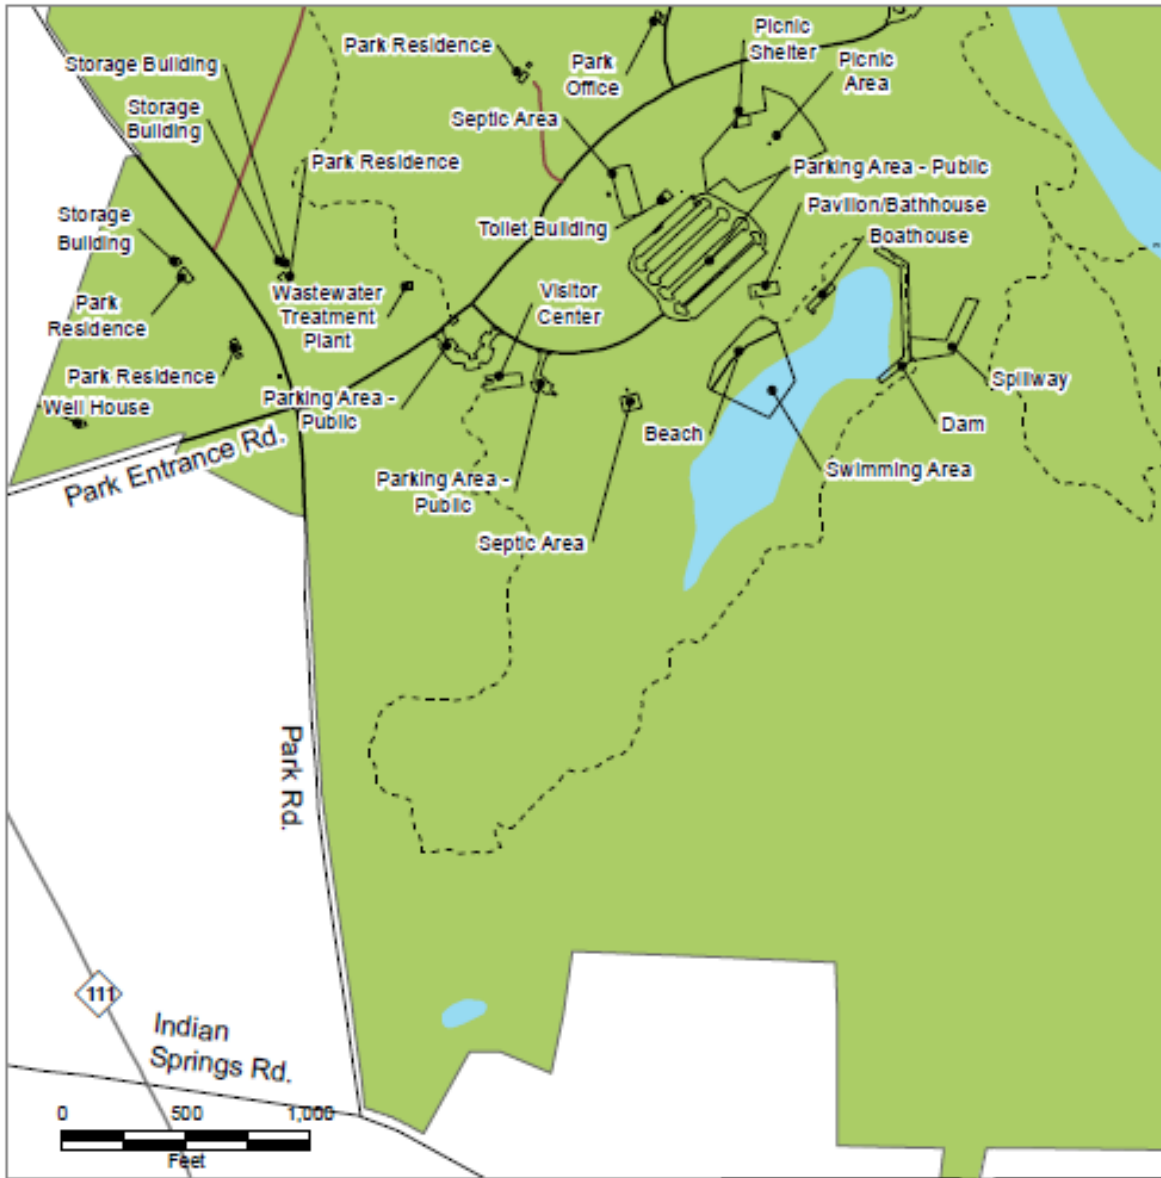 Park Residence
Picnic
Shelter
Storage Building
Park
Office
Picnic
Area
Storage
Building
Septic Area
Park Residence
Parking Area - Public
Pavilion/Bathhouse
Storage
Building
Toilet Building
Boathouse
Park
Residence
Wastewater
Treatment
Plant
Visitor
Center
Park Residence
Spillway
Well House
Parking Area -
Public
Beach
Dam
Park Entrance Rd.
Parking Area -
Public
Swimming Area
Septic Area
Park Rd.
111
Indian
Springs Rd.
0 500 1,000
Feet